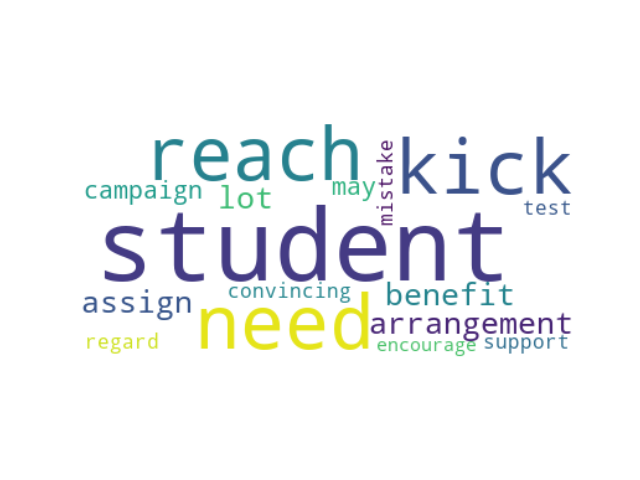 reach
kick
mistake
campaign
lot
may
test
student
convincing
assign
benefit
need
arrangement
regard
encourage
support